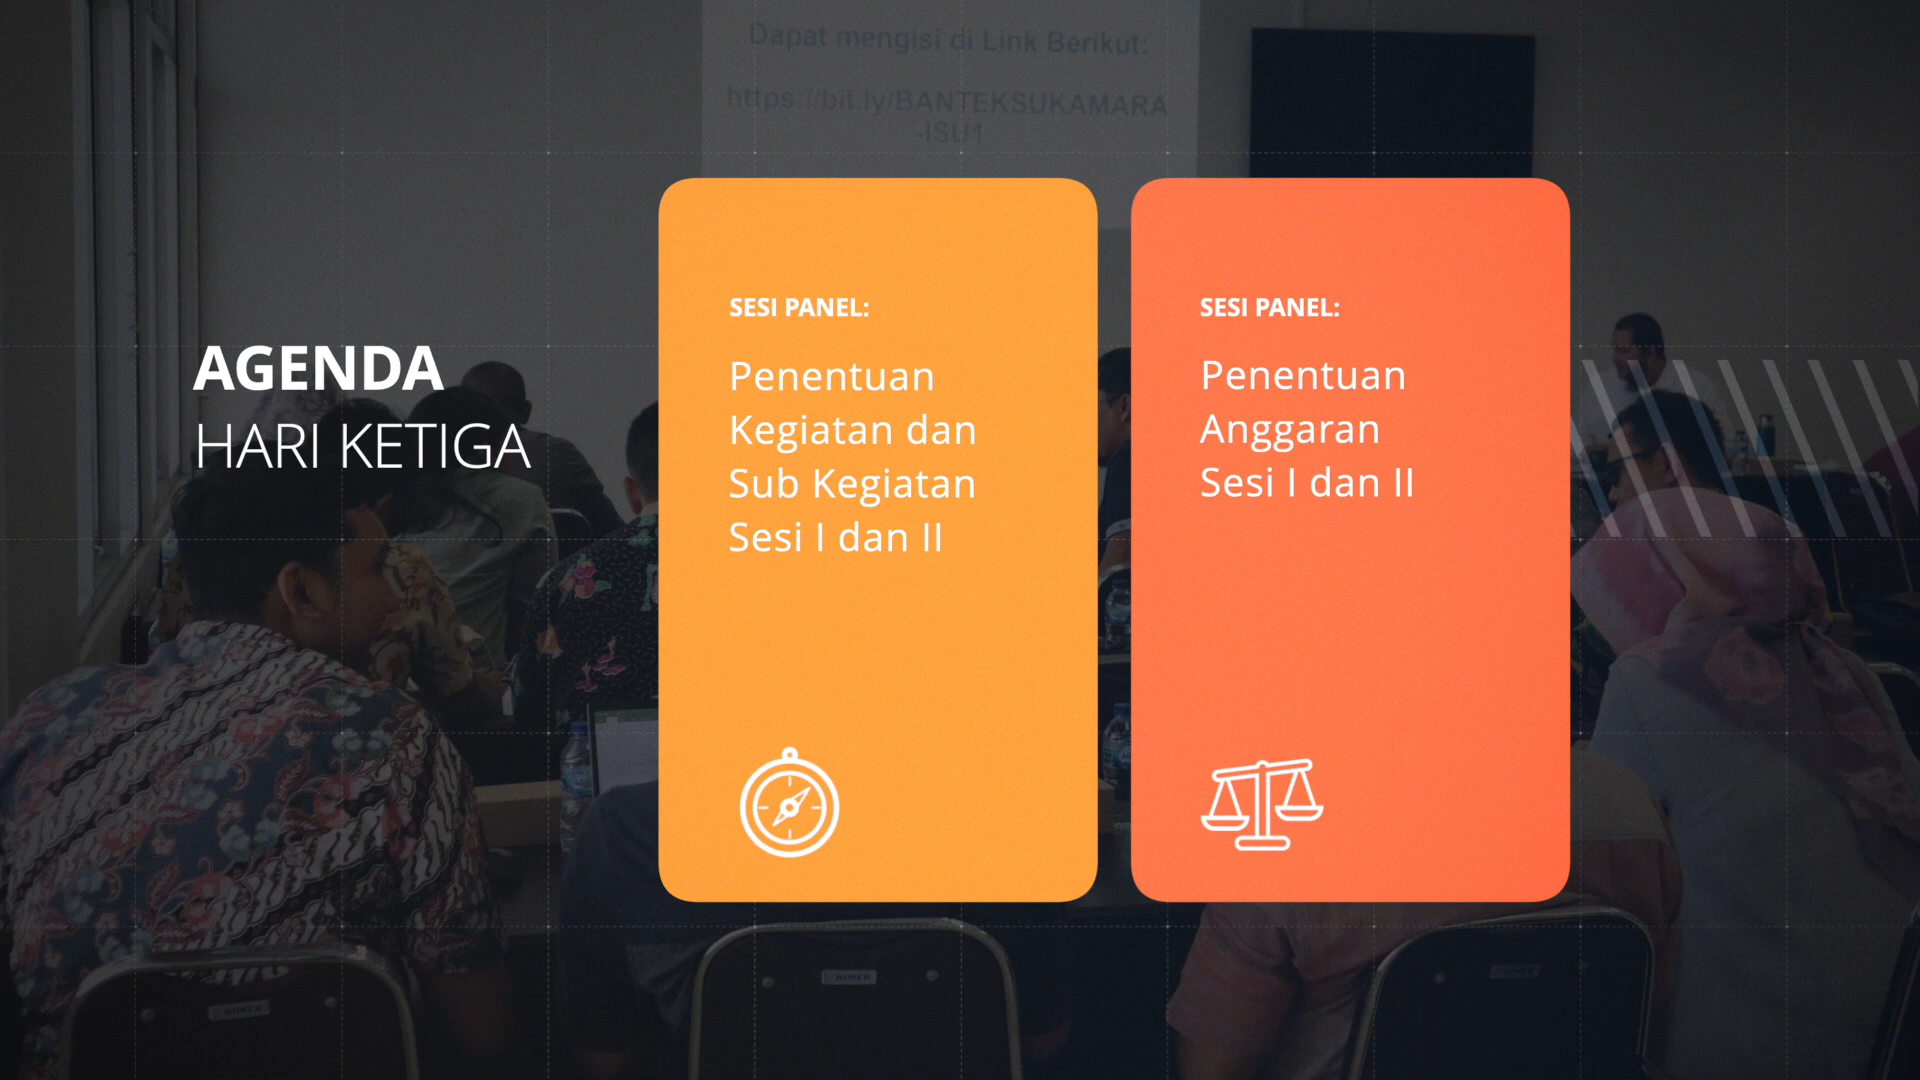 Dapat mengisi di Link Berikut:
https://bit.ly/BANTEKSUKAMARA
-ISU1
AGENDA
HARI KETIGA
SESI PANEL:
Penentuan
Kegiatan dan
Sub Kegiatan
Sesi I dan II
SESI PANEL:
Penentuan
Anggaran
Sesi I dan II